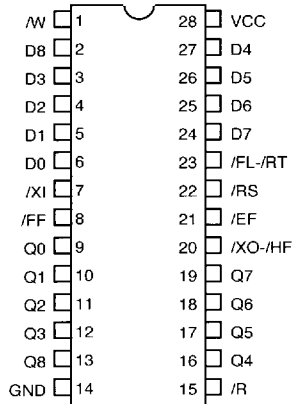 /W 1 28 VCC
D8 2 27 D4
D3 3 26 D5
D2 4 25 D6
D1 5 24 D7
D0 6 23 /FL-/RT
/XI 7 22 /RS
/FF 8 21 /EF
Q0 9 20 /XO-/HF
Q1 10 19 Q7
Q2 11 18 Q6
Q3 12 17 Q5
Q8 13 16 Q4
GND 14 15 /R